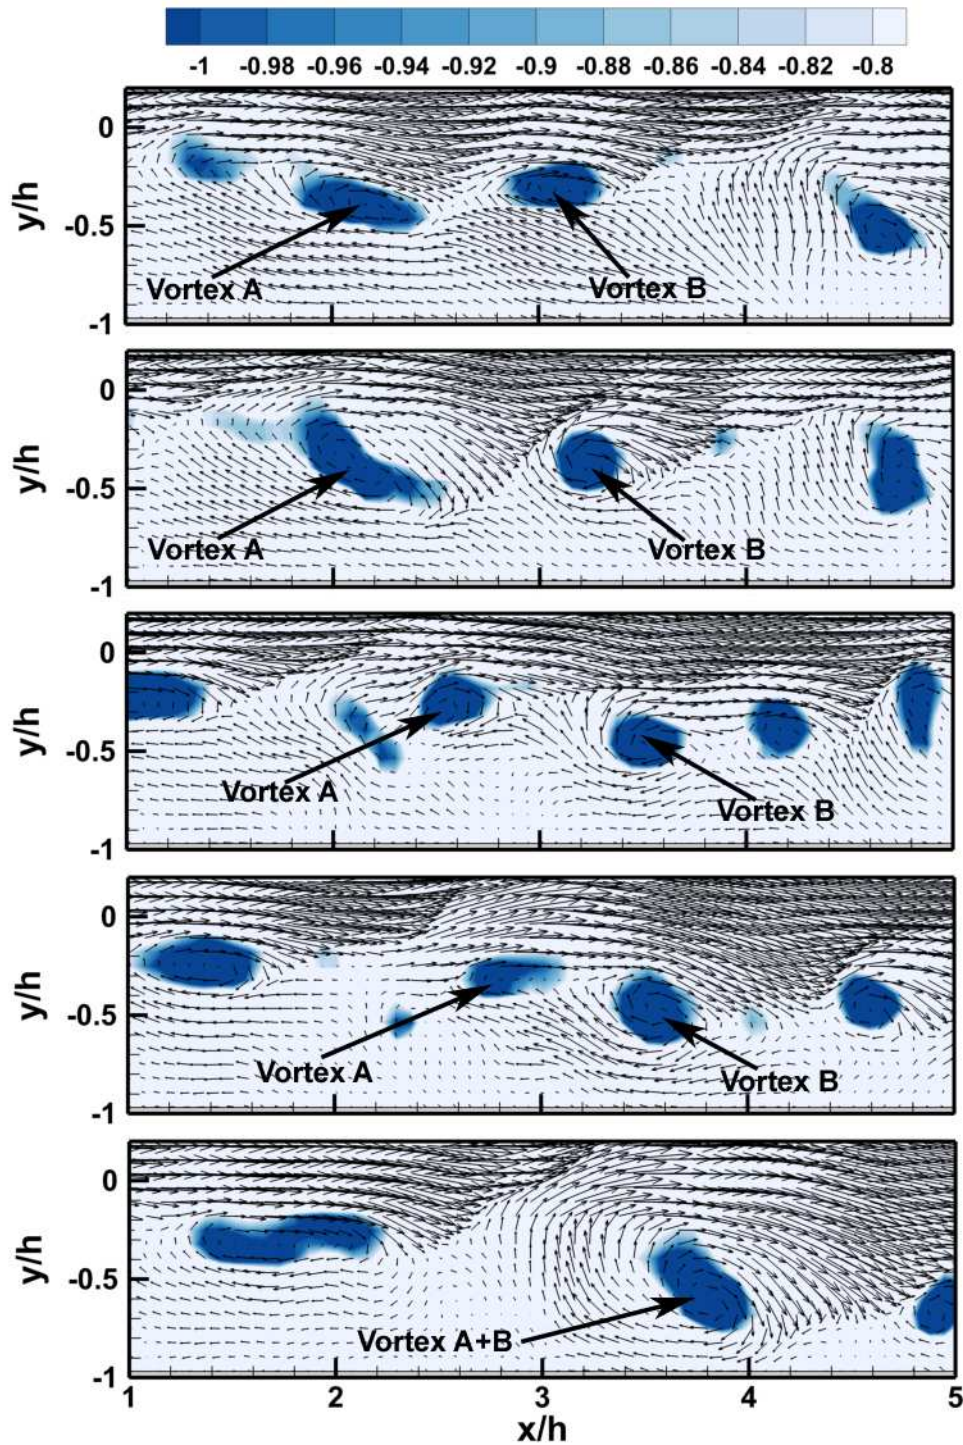 -1 -0.98 -0.96 -0.94 -0.92 -0.9 -0.88 -0.86 -0.84 -0.82 -0.8
0
y/h
-0.5
Vortex A
Vortex B
-1
0
y/h
-0.5
Vortex A
Vortex B
-1
0
y/h
-0.5
Vortex A
Vortex B
-1
0
y/h
-0.5
Vortex A
Vortex B
-1
0
y/h
-0.5
Vortex A+B
-1
1 2 3 4 5
x/h